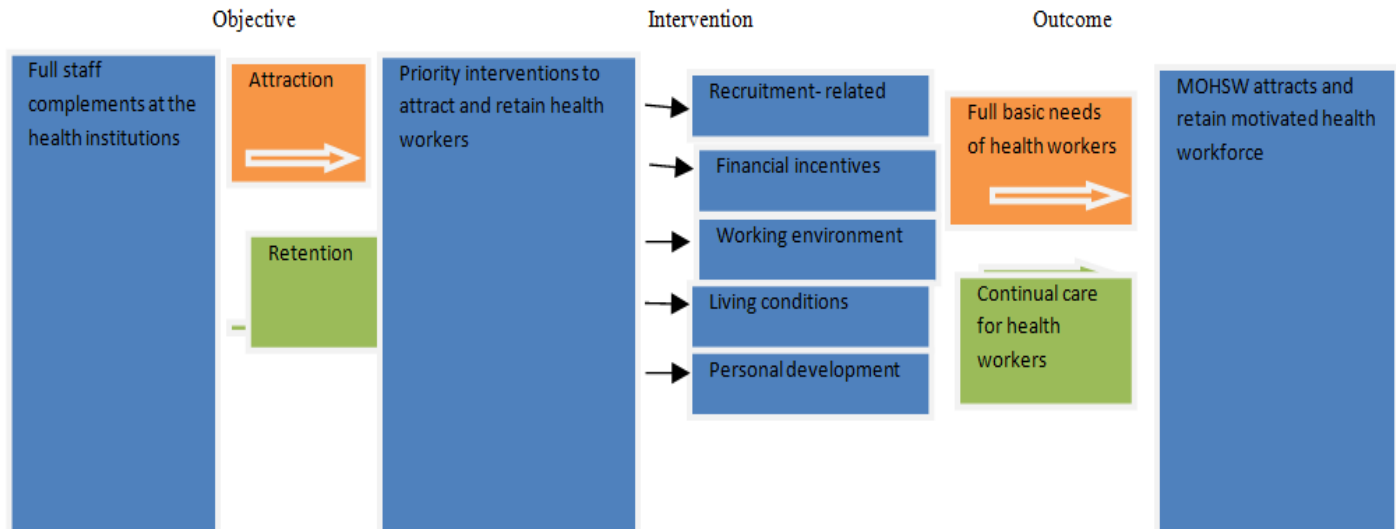 Objective
Intervention
Outcome
Full staff
complements at the
health institutions
Attraction
Retention
Priority interventions to
attract and retain health
workers
Recruitment- related
Financial incentives
Working environment
Living conditions
Personal development
Full basic needs
of health workers
Continual care
for health
workers
MOHSW attracts and
retain motivated health
workforce